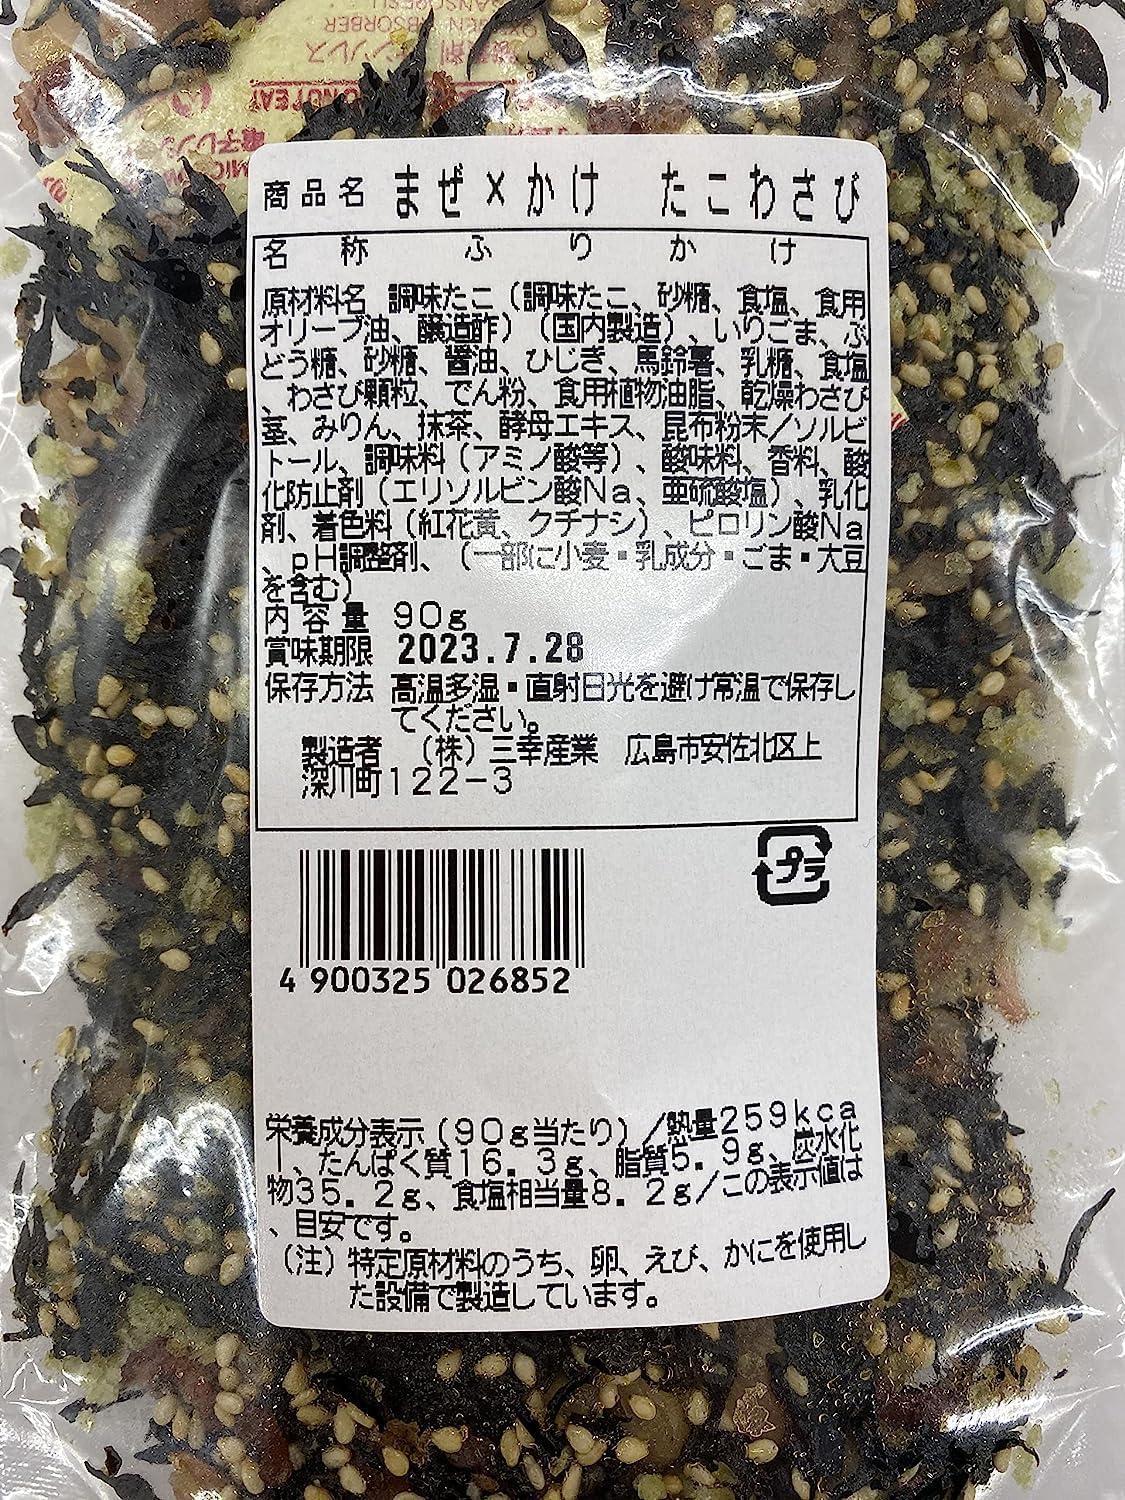 OXYGEN ABSORBER
DO NOT EAT
電子レンジ
商品名 まぜ×かけ たこわさび
名称 ふりかけ
原材料名 調味たこ（調味たこ、砂糖、食塩、食用
オリーブ油、醸造酢）（国内製造）、いりごま、ぶ
どう糖、砂糖、醤油、ひじき、馬鈴薯、乳糖、食塩
、わさび顆粒、でん粉、食用植物油脂、乾燥わさび
茎、みりん、抹茶、酵母エキス、昆布粉末／ソルビ
トール、調味料（アミノ酸等）、酸味料、香料、酸
化防止剤（エリソルビン酸Na、亜硫酸塩）、乳化
剤、着色料（紅花黄、クチナシ）、ピロリン酸Na
、pH調整剤、（一部に小麦・乳成分・ごま・大豆
を含む）
内容量 90g
賞味期限 2023.7.28
保存方法 高温多湿・直射日光を避け常温で保存し
てください。
製造者 （株）三幸産業 広島市安佐北区上
深川町122-3
プラ
4 900325 026852
栄養成分表示（90g当たり）／熱量259kca
l、たんぱく質16.3g、脂質5.9g、炭水化
物35.2g、食塩相当量8.2g／この表示値は
、目安です。
（注）特定原材料のうち、卵、えび、かにを使用し
た設備で製造しています。